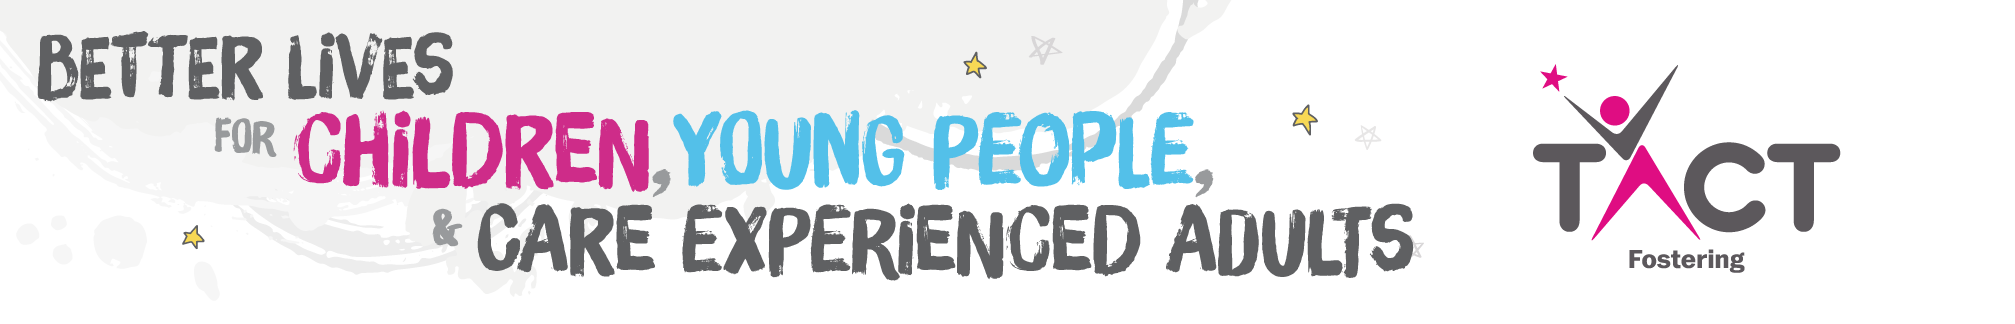 BETTER LiVES
FOR CHiLDREN, YOUNG PEOPLE,
& CARE EXPERiENCED ADULTS
TACT
Fostering